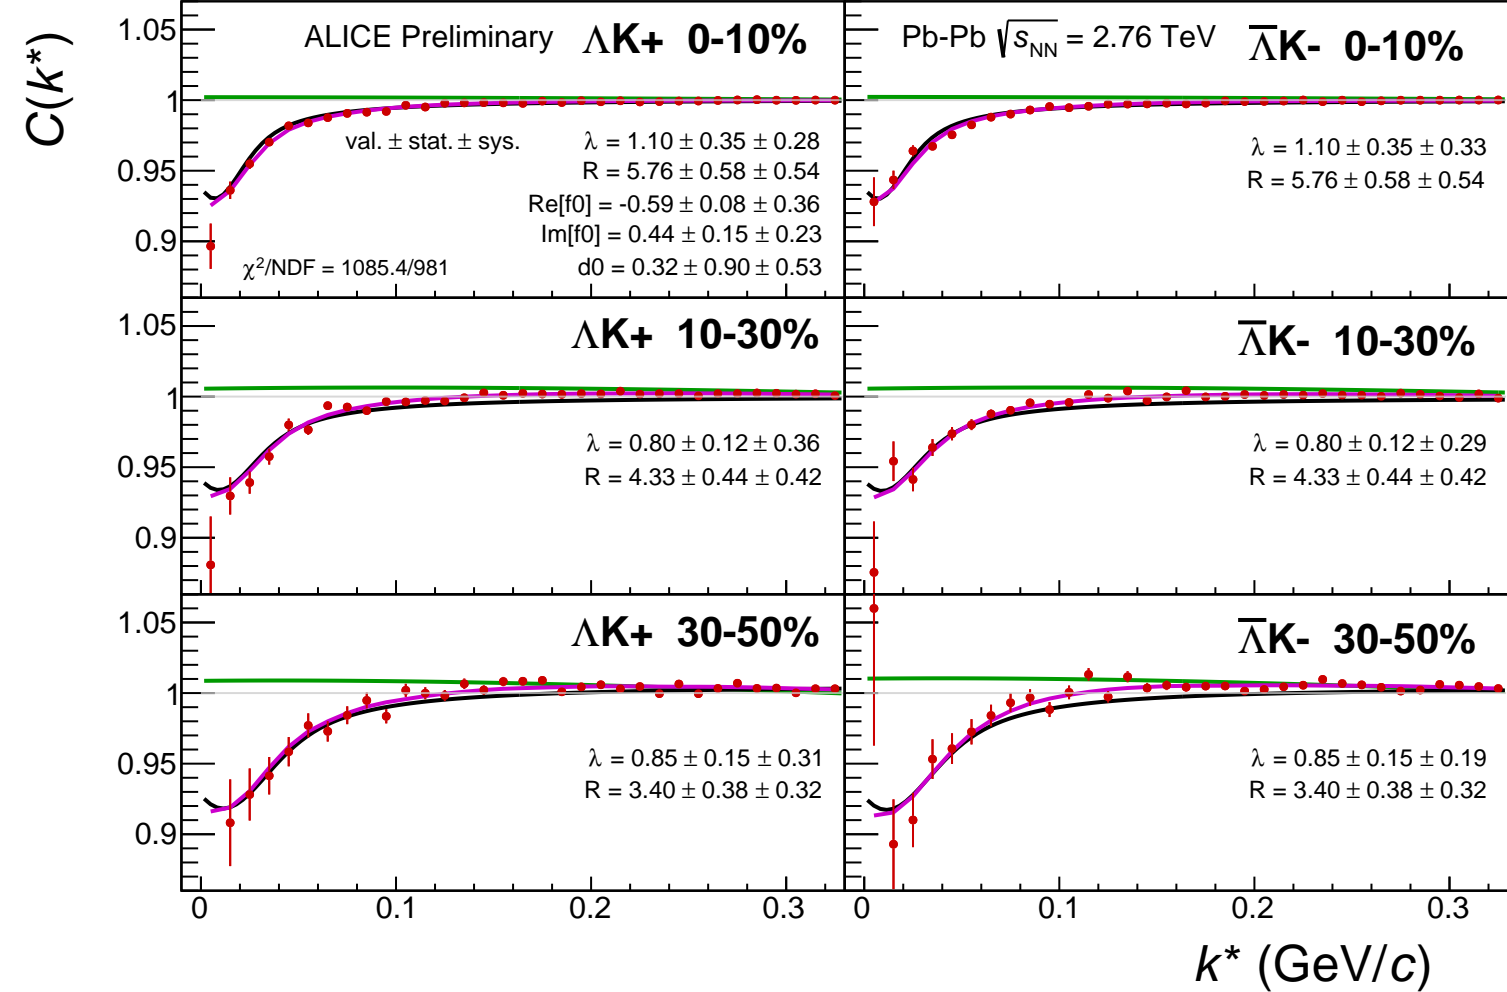 C(k*)
ALICE Preliminary ΛK+ 0-10%
1.05
1
0.95
0.9
val. ± stat. ± sys.
λ = 1.10 ± 0.35 ± 0.28
R = 5.76 ± 0.58 ± 0.54
Re[f0] = -0.59 ± 0.08 ± 0.36
Im[f0] = 0.44 ± 0.15 ± 0.23
d0 = 0.32 ± 0.90 ± 0.53
χ²/NDF = 1085.4/981
Pb-Pb √sNN = 2.76 TeV Λ̅K- 0-10%
λ = 1.10 ± 0.35 ± 0.33
R = 5.76 ± 0.58 ± 0.54
ΛK+ 10-30%
1.05
1
0.95
0.9
λ = 0.80 ± 0.12 ± 0.36
R = 4.33 ± 0.44 ± 0.42
Λ̅K- 10-30%
λ = 0.80 ± 0.12 ± 0.29
R = 4.33 ± 0.44 ± 0.42
ΛK+ 30-50%
1.05
1
0.95
0.9
λ = 0.85 ± 0.15 ± 0.31
R = 3.40 ± 0.38 ± 0.32
Λ̅K- 30-50%
λ = 0.85 ± 0.15 ± 0.19
R = 3.40 ± 0.38 ± 0.32
0 0.1 0.2 0.3 0 0.1 0.2 0.3
k* (GeV/c)